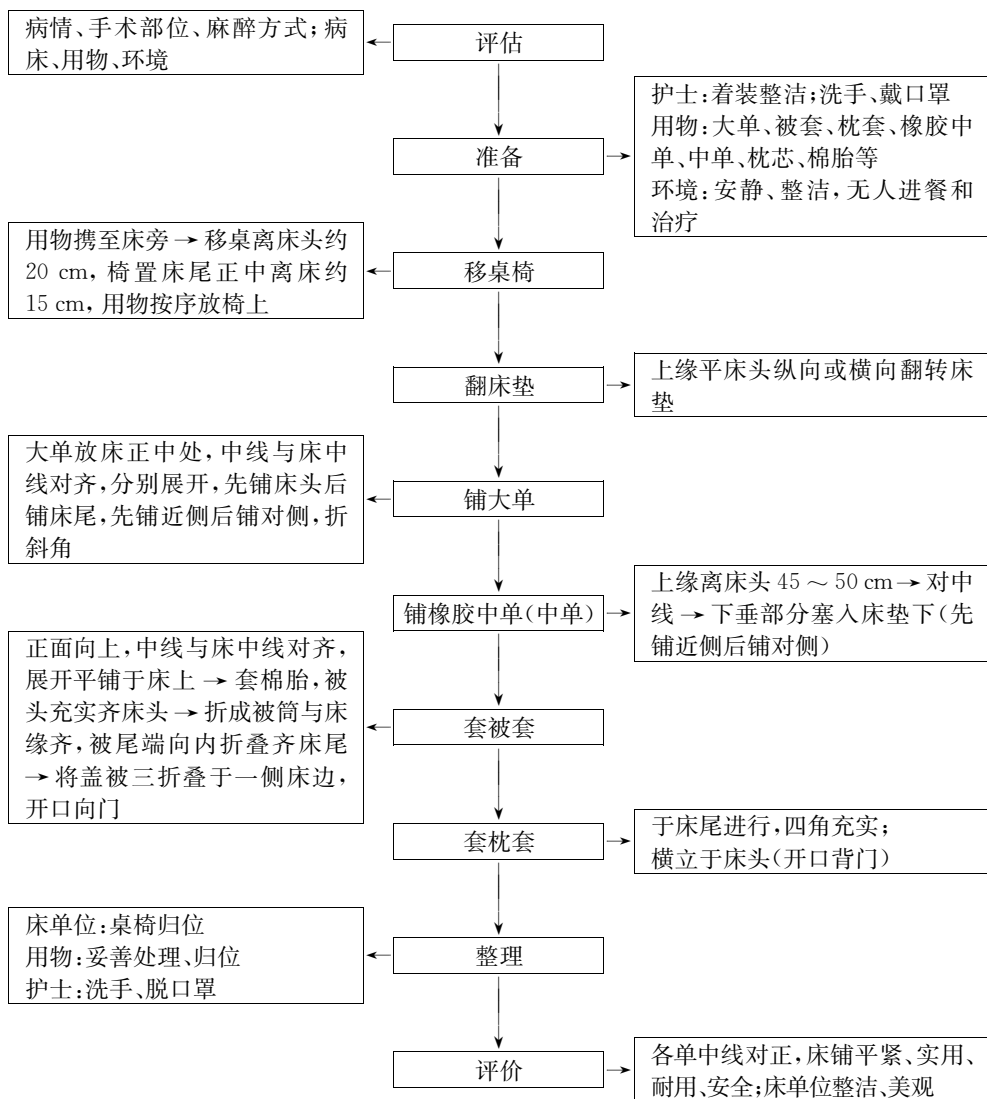 病情、手术部位、麻醉方式;病
床、用物、环境
评估
护士:着装整洁;洗手、戴口罩
用物:大单、被套、枕套、橡胶中
单、中单、枕芯、棉胎等
环境:安静、整洁,无人进餐和
治疗
准备
用物携至床旁→移桌离床头约
20 cm,椅置床尾正中离床约
15 cm,用物按序放椅上
移桌椅
翻床垫
上缘平床头纵向或横向翻转床
垫
大单放床正中处,中线与床中
线对齐,分别展开,先铺床头后
铺床尾,先铺近侧后铺对侧,折
斜角
铺大单
铺橡胶中单(中单)
上缘离床头 45～50 cm→对中
线→下垂部分塞入床垫下(先
铺近侧后铺对侧)
正面向上,中线与床中线对齐,
展开平铺于床上→套棉胎,被
头充实齐床头→折成被筒与床
缘齐,被尾端向内折叠齐床尾
→将盖被三折叠于一侧床边,
开口向门
套被套
套枕套
于床尾进行,四角充实;
横立于床头(开口背门)
床单位:桌椅归位
用物:妥善处理、归位
护士:洗手、脱口罩
整理
评价
各单中线对正,床铺平紧、实用、
耐用、安全;床单位整洁、美观